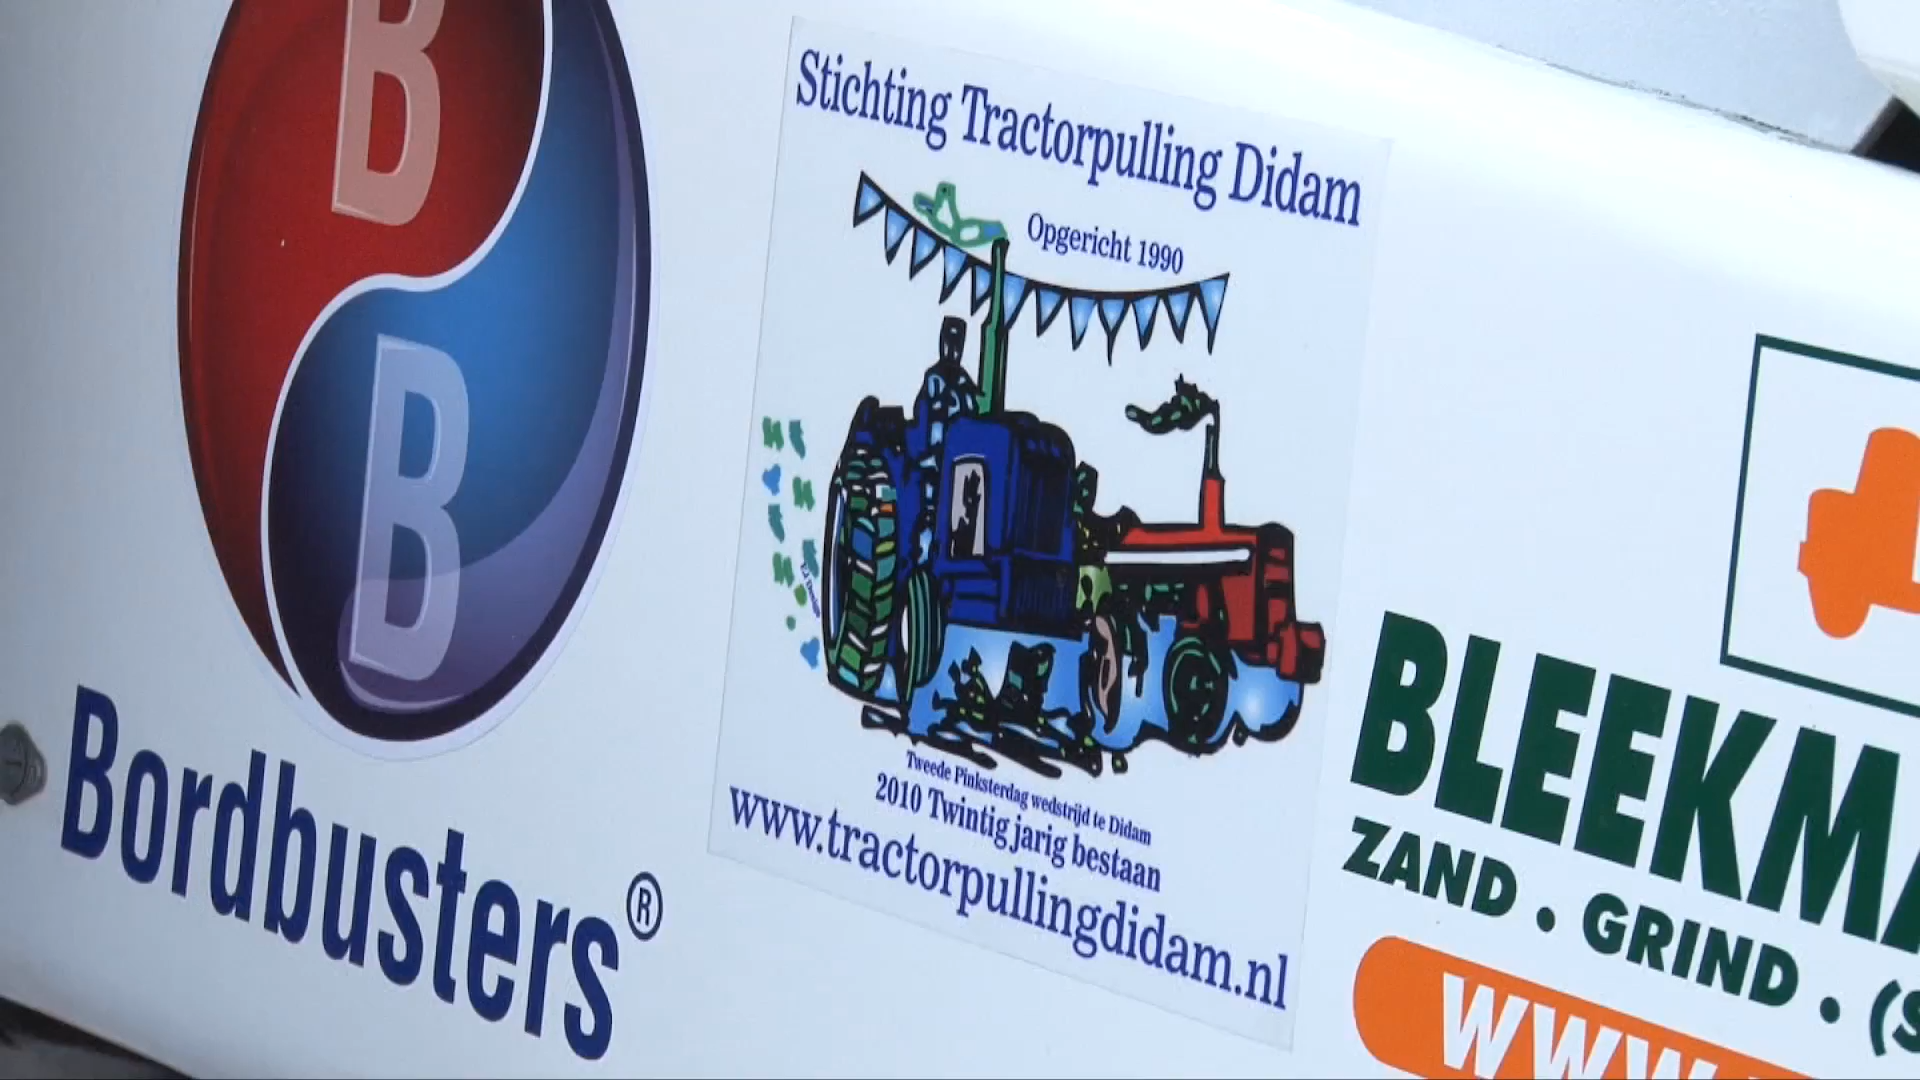 B
B
Bordbusters®
Stichting Tractorpulling Didam
Opgericht 1990
Tweede Pinksterdag wedstrijd te Didam
2010 Twintig jarig bestaan
www.tractorpullingdidam.nl
ZAND . GRIND . (S
www.